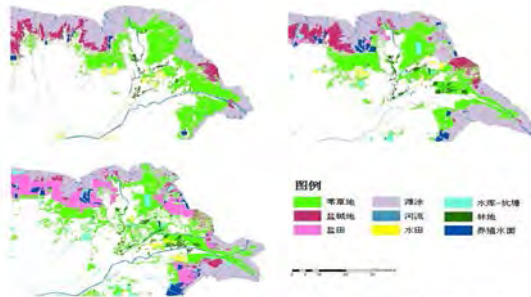 图例
苇草地 滩涂 水库-坑塘
盐碱地 河流 林地
盐田 水田 养殖水面